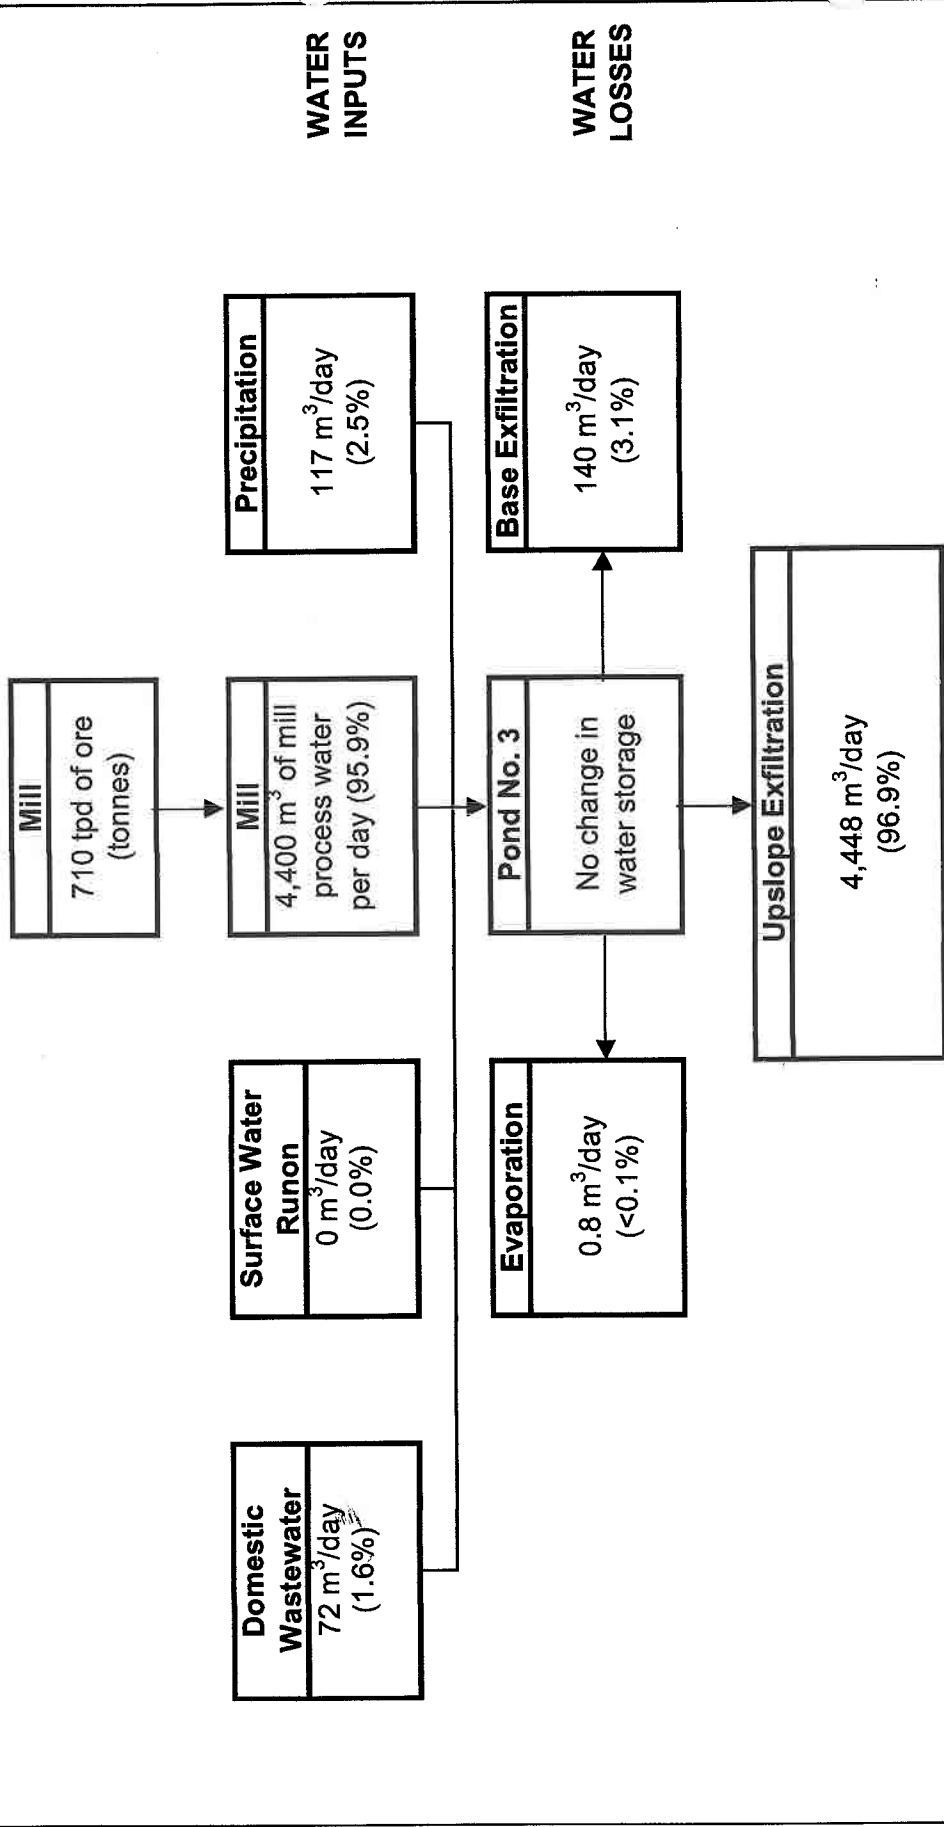 Mill
710 tpd of ore
(tonnes)
Domestic
Wastewater
72 m³/day
(1.6%)
Surface Water
Runon
0 m³/day
(0.0%)
Mill
4,400 m³ of mill
process water
per day (95.9%)
Precipitation
117 m³/day
(2.5%)
WATER
INPUTS
Evaporation
0.8 m³/day
(<0.1%)
Pond No. 3
No change in
water storage
Base Exfiltration
140 m³/day
(3.1%)
WATER
LOSSES
Upslope Exfiltration
4,448 m³/day
(96.9%)